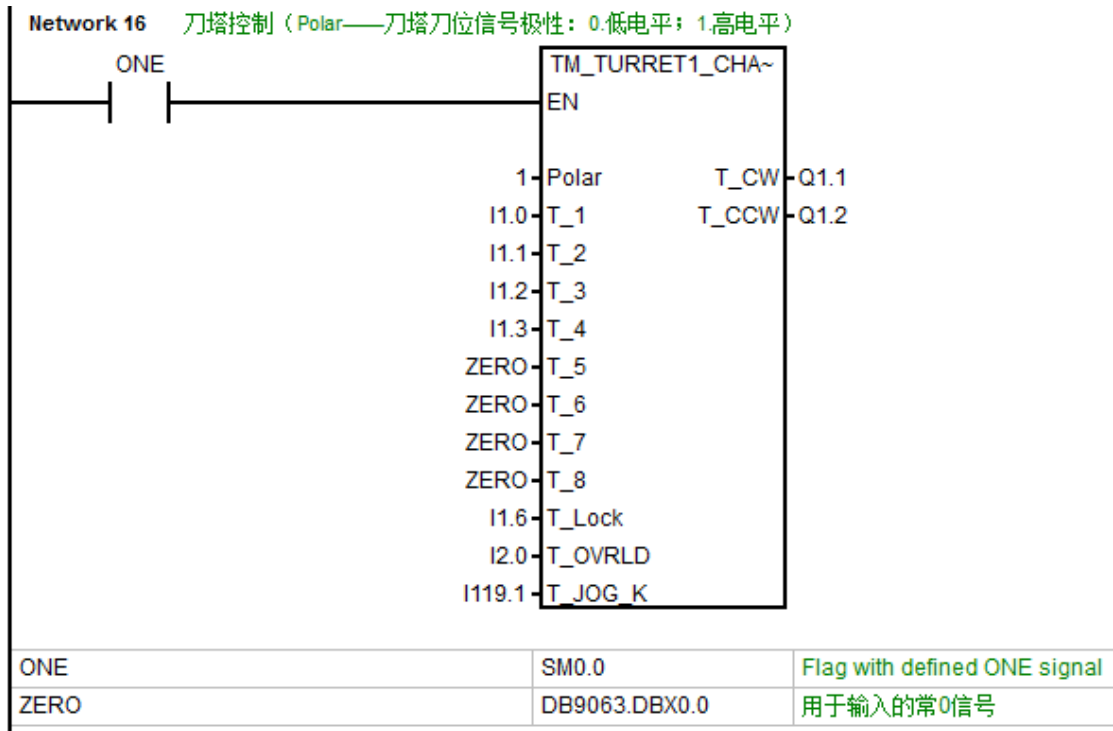 Network 16 刀塔控制（Polar——刀塔刀位信号极性：0.低电平；1.高电平）
ONE
TM_TURRET1_CHA~
EN
1 Polar T_CW Q1.1
I1.0 T_1 T_CCW Q1.2
I1.1 T_2
I1.2 T_3
I1.3 T_4
ZERO T_5
ZERO T_6
ZERO T_7
ZERO T_8
I1.6 T_Lock
I2.0 T_OVRLD
I119.1 T_JOG_K
ONE SM0.0 Flag with defined ONE signal
ZERO DB9063.DBX0.0 用于输入的常0信号